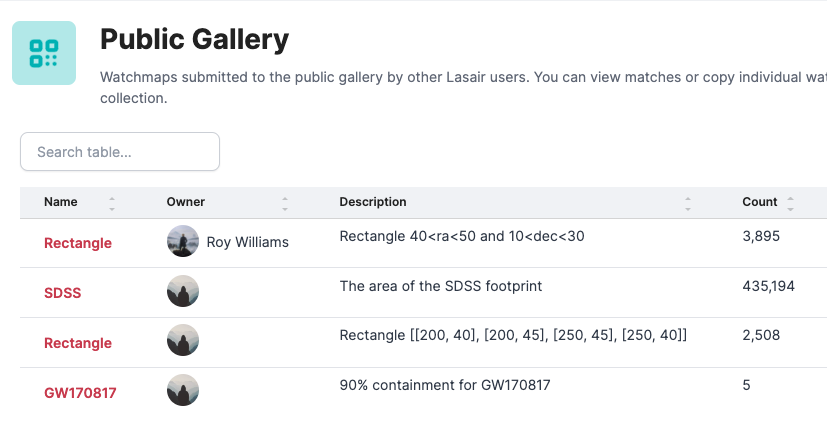 Public Gallery
Watchmaps submitted to the public gallery by other Lasair users. You can view matches or copy individual
collection.
Search table...
Name Owner Description Count
Rectangle Roy Williams Rectangle 40<ra<50 and 10<dec<30 3,895
SDSS The area of the SDSS footprint 435,194
Rectangle Rectangle [[200, 40], [200, 45], [250, 45], [250, 40]] 2,508
GW170817 90% containment for GW170817 5